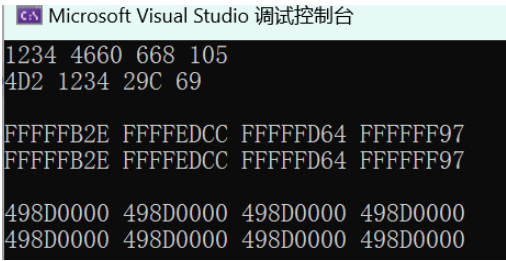 Microsoft Visual Studio 调试控制台
1234 4660 668 105
4D2 1234 29C 69
FFFFFB2E FFFFEDCC FFFFFD64 FFFFFF97
FFFFFB2E FFFFEDCC FFFFFD64 FFFFFF97
498D0000 498D0000 498D0000 498D0000
498D0000 498D0000 498D0000 498D0000